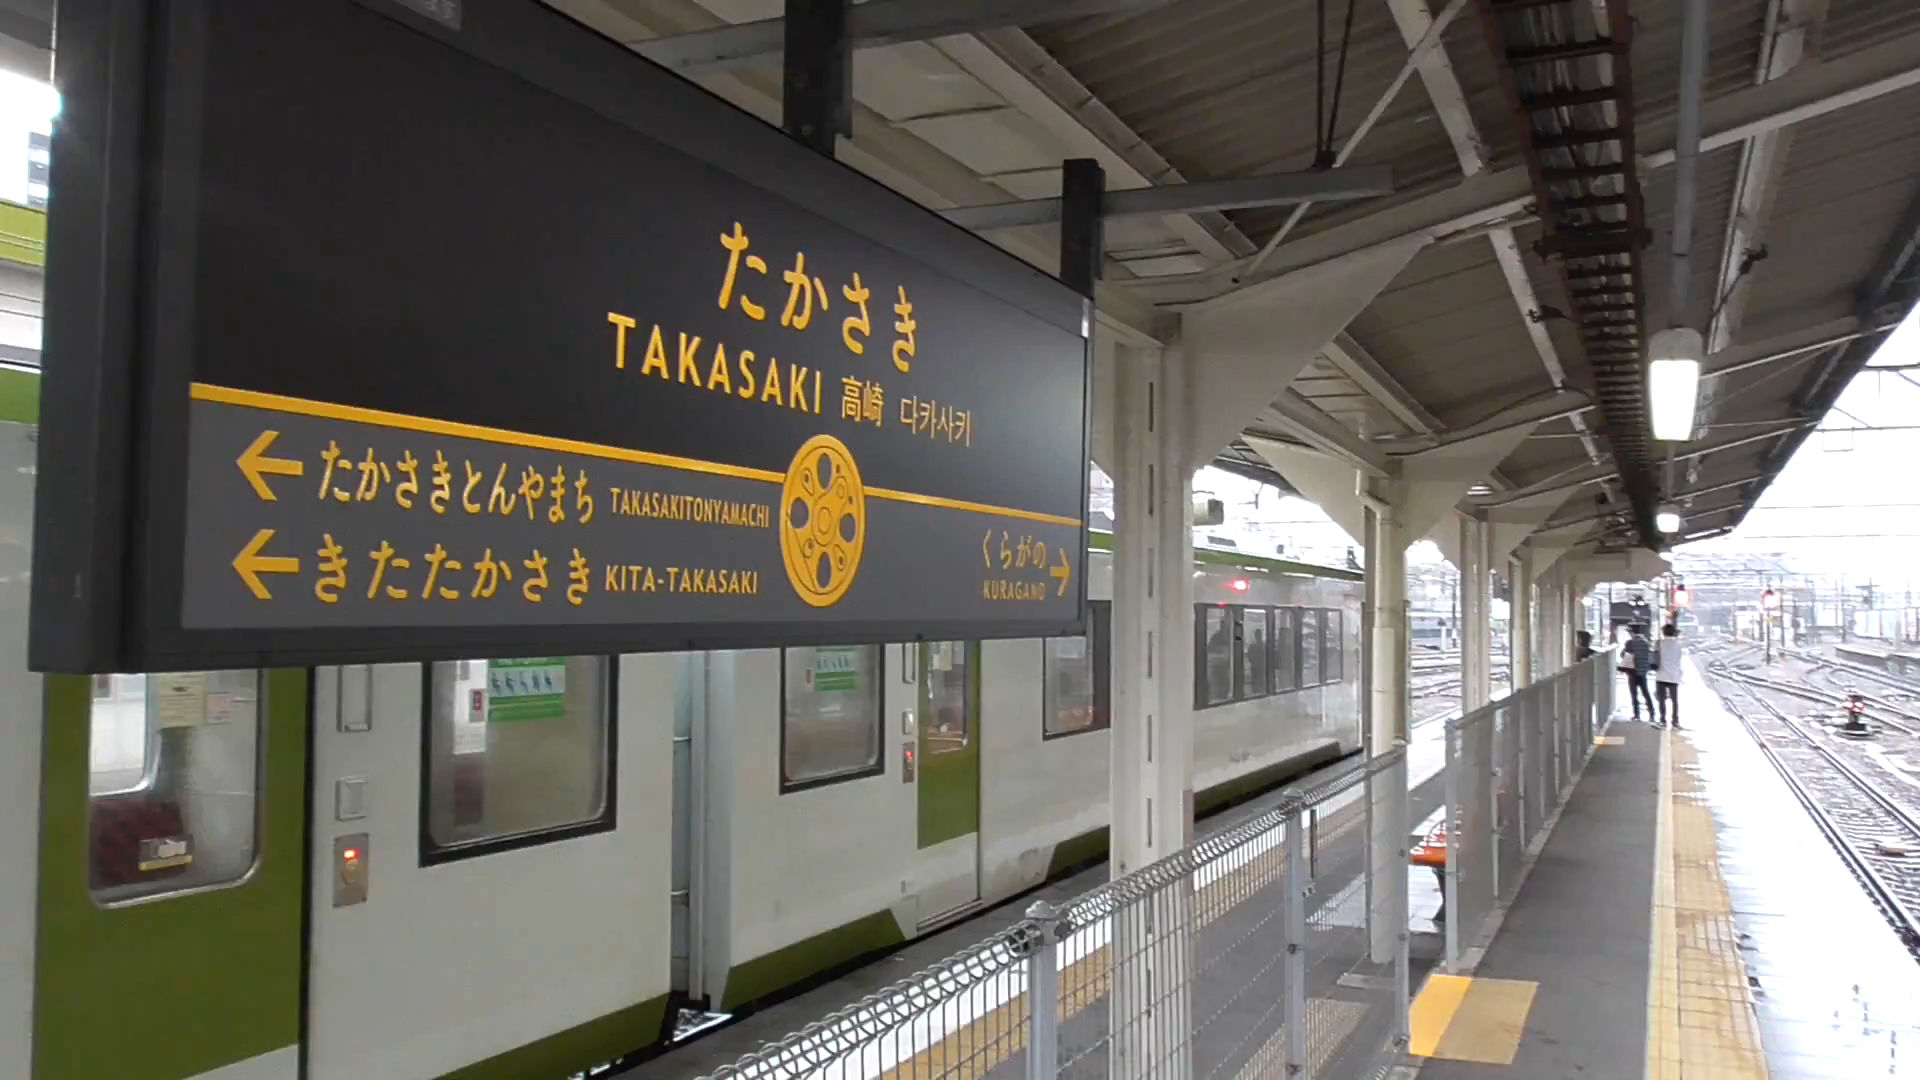 たかさき
TAKASAKI 高崎 다카사키
← たかさきとんやまち TAKASAKITONYAMACHI
← きたたかさき KITA-TAKASAKI
くらがの →
KURAGANO